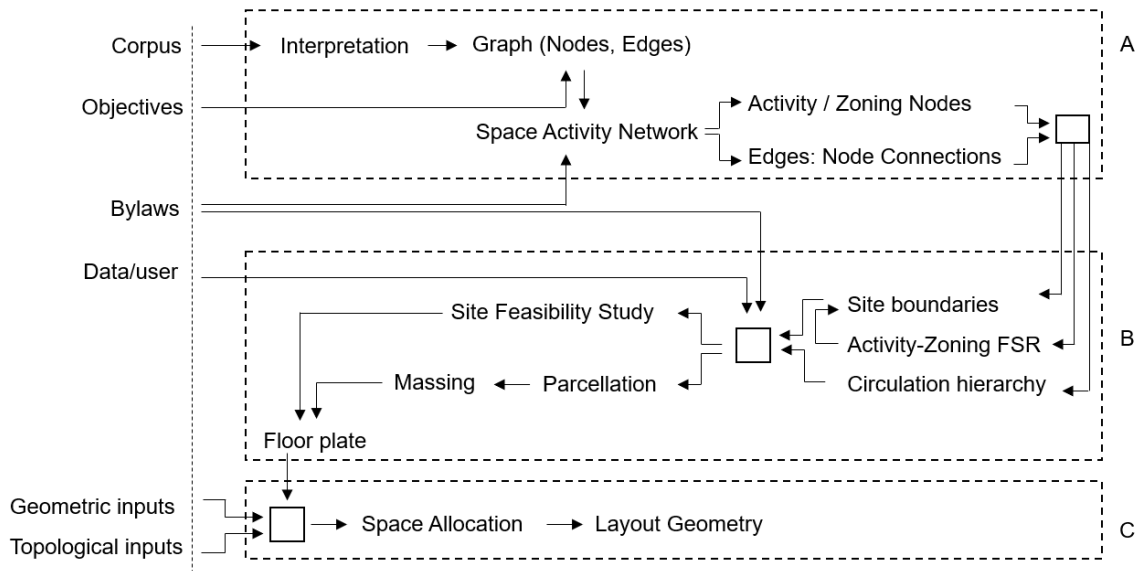 Corpus
Interpretation
Graph (Nodes, Edges)
A
Objectives
Activity / Zoning Nodes
Space Activity Network
Edges: Node Connections
Bylaws
Data/user
Site boundaries
Site Feasibility Study
B
Activity-Zoning FSR
Massing
Parcellation
Circulation hierarchy
Floor plate
Geometric inputs
Space Allocation
Layout Geometry
C
Topological inputs